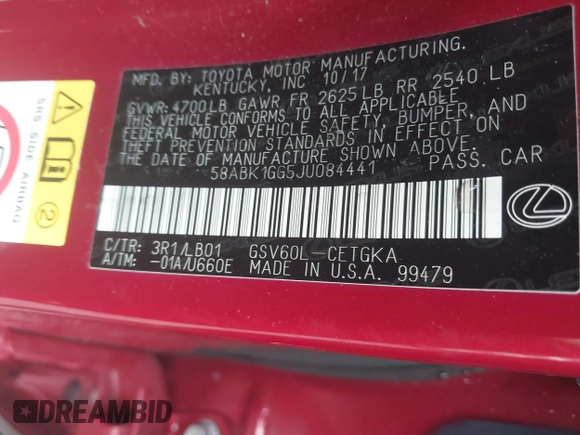 MFD. BY: TOYOTA MOTOR MANUFACTURING.
KENTUCKY, INC 10/17
GVWR: 4700LB GAWR FR 2625 LB RR 2540 LB
THIS VEHICLE CONFORMS TO ALL APPLICABLE
FEDERAL MOTOR VEHICLE SAFETY, BUMPER, AND
THEFT PREVENTION STANDARDS IN EFFECT ON
THE DATE OF MANUFACTURE SHOWN ABOVE.
58ABK1GG5JU084441 PASS. CAR
C/TR: 3R1/LB01 GSV60L-CETGKA
A/TM: -01A/U660E MADE IN U.S.A. 99479
SRS SIDE AIRBAG
2
DREAMBID